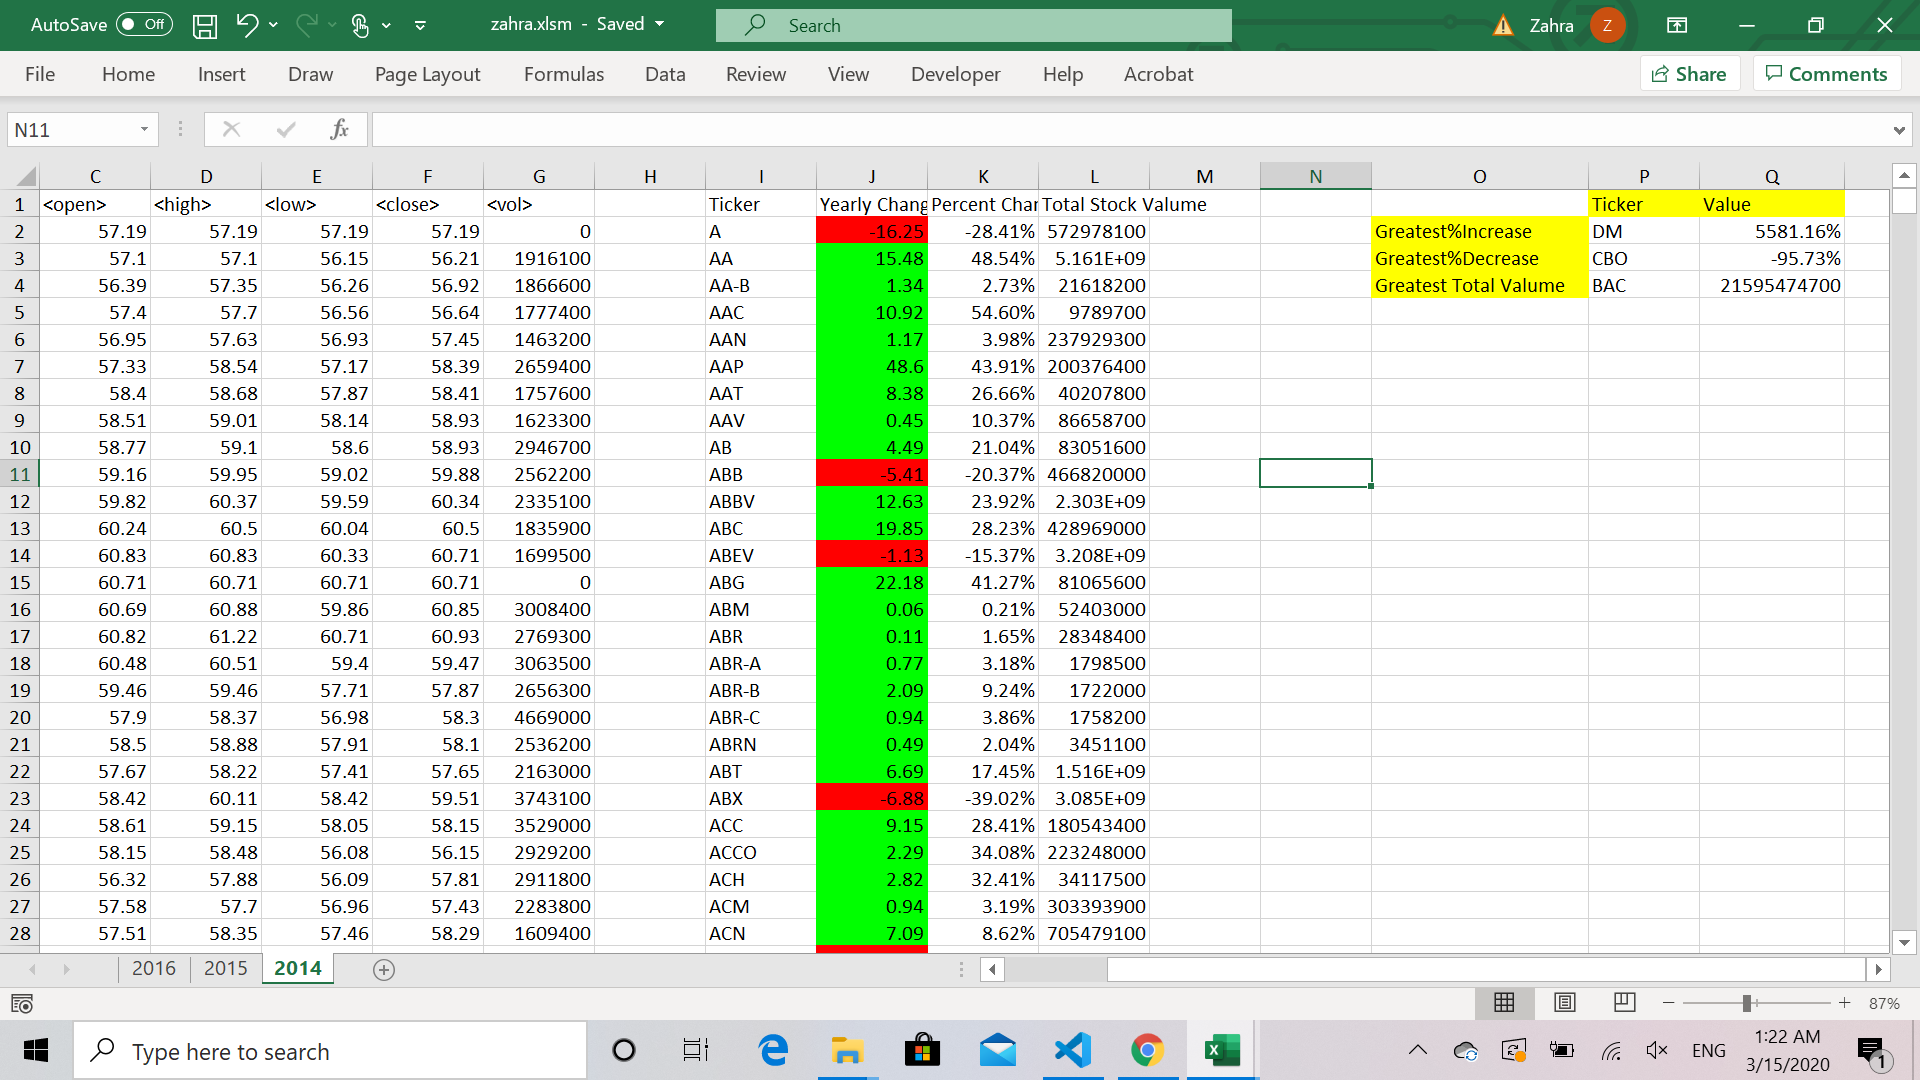 AutoSave Off zahra.xlsm - Saved Search Zahra Z
File Home Insert Draw Page Layout Formulas Data Review View Developer Help Acrobat Share Comments
N11 fx
C D E F G H I J K L M N O P Q
1 <open> <high> <low> <close> <vol> Ticker Yearly Chang Percent Char Total Stock Valume Ticker Value
2 57.19 57.19 57.19 57.19 0 A -16.25 -28.41% 572978100 Greatest%Increase DM 5581.16%
3 57.1 57.1 56.15 56.21 1916100 AA 15.48 48.54% 5.161E+09 Greatest%Decrease CBO -95.73%
4 56.39 57.35 56.26 56.92 1866600 AA-B 1.34 2.73% 21618200 Greatest Total Valume BAC 21595474700
5 57.4 57.7 56.56 56.64 1777400 AAC 10.92 54.60% 9789700
6 56.95 57.63 56.93 57.45 1463200 AAN 1.17 3.98% 237929300
7 57.33 58.54 57.17 58.39 2659400 AAP 48.6 43.91% 200376400
8 58.4 58.68 57.87 58.41 1757600 AAT 8.38 26.66% 40207800
9 58.51 59.01 58.14 58.93 1623300 AAV 0.45 10.37% 86658700
10 58.77 59.1 58.6 58.93 2946700 AB 4.49 21.04% 83051600
11 59.16 59.95 59.02 59.88 2562200 ABB -5.41 -20.37% 466820000
12 59.82 60.37 59.59 60.34 2335100 ABBV 12.63 23.92% 2.303E+09
13 60.24 60.5 60.04 60.5 1835900 ABC 19.85 28.23% 428969000
14 60.83 60.83 60.33 60.71 1699500 ABEV -1.13 -15.37% 3.208E+09
15 60.71 60.71 60.71 60.71 0 ABG 22.18 41.27% 81065600
16 60.69 60.88 59.86 60.85 3008400 ABM 0.06 0.21% 52403000
17 60.82 61.22 60.71 60.93 2769300 ABR 0.11 1.65% 28348400
18 60.48 60.51 59.4 59.47 3063500 ABR-A 0.77 3.18% 1798500
19 59.46 59.46 57.71 57.87 2656300 ABR-B 2.09 9.24% 1722000
20 57.9 58.37 56.98 58.3 4669000 ABR-C 0.94 3.86% 1758200
21 58.5 58.88 57.91 58.1 2536200 ABRN 0.49 2.04% 3451100
22 57.67 58.22 57.41 57.65 2163000 ABT 6.69 17.45% 1.516E+09
23 58.42 60.11 58.42 59.51 3743100 ABX -6.88 -39.02% 3.085E+09
24 58.61 59.15 58.05 58.15 3529000 ACC 9.15 28.41% 180543400
25 58.15 58.48 56.08 56.15 2929200 ACCO 2.29 34.08% 223248000
26 56.32 57.88 56.09 57.81 2911800 ACH 2.82 32.41% 34117500
27 57.58 57.7 56.96 57.43 2283800 ACM 0.94 3.19% 303393900
28 57.51 58.35 57.46 58.29 1609400 ACN 7.09 8.62% 705479100
2016 2015 2014
87%
Type here to search ENG 1:22 AM
3/15/2020 1